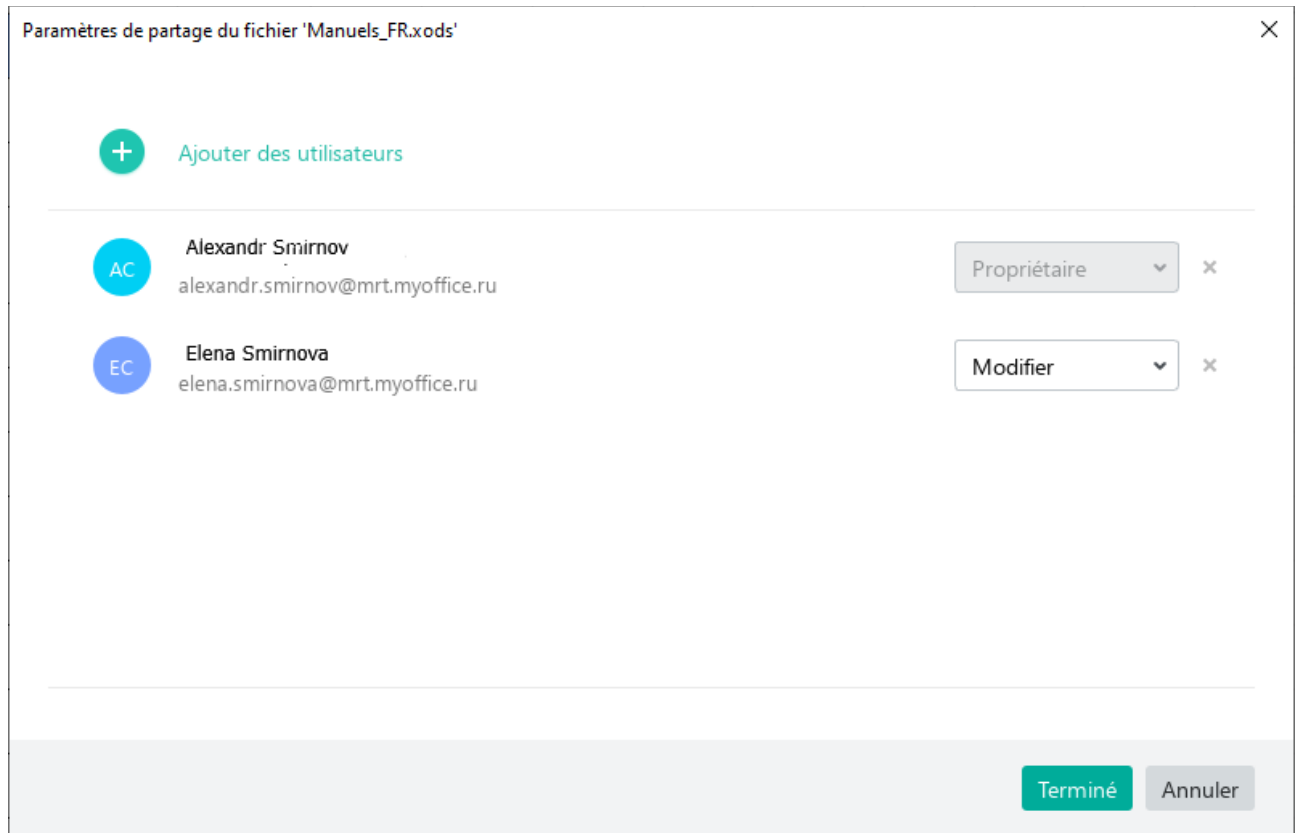 Paramètres de partage du fichier 'Manuels_FR.xods'
Ajouter des utilisateurs
AC
Alexandr Smirnov
alexandr.smirnov@mrt.myoffice.ru
Propriétaire
EC
Elena Smirnova
elena.smirnova@mrt.myoffice.ru
Modifier
Terminé Annuler